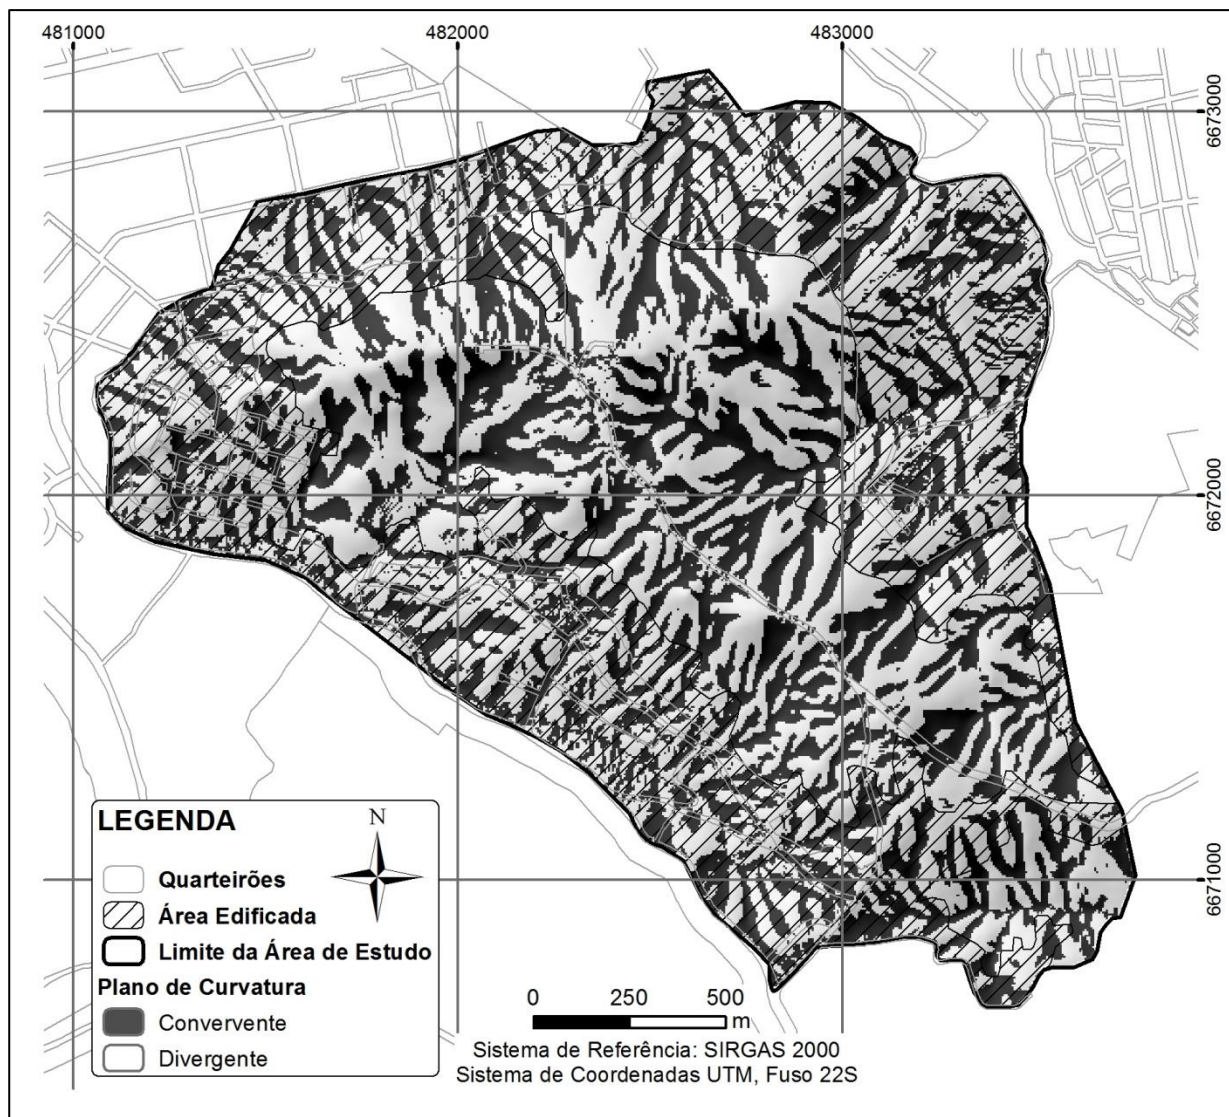 481000
482000
483000
6673000
6672000
6671000
LEGENDA
N
Quarteirões
Área Edificada
Limite da Área de Estudo
Plano de Curvatura
Convervente
Divergente
0 250 500
m
Sistema de Referência: SIRGAS 2000
Sistema de Coordenadas UTM, Fuso 22S